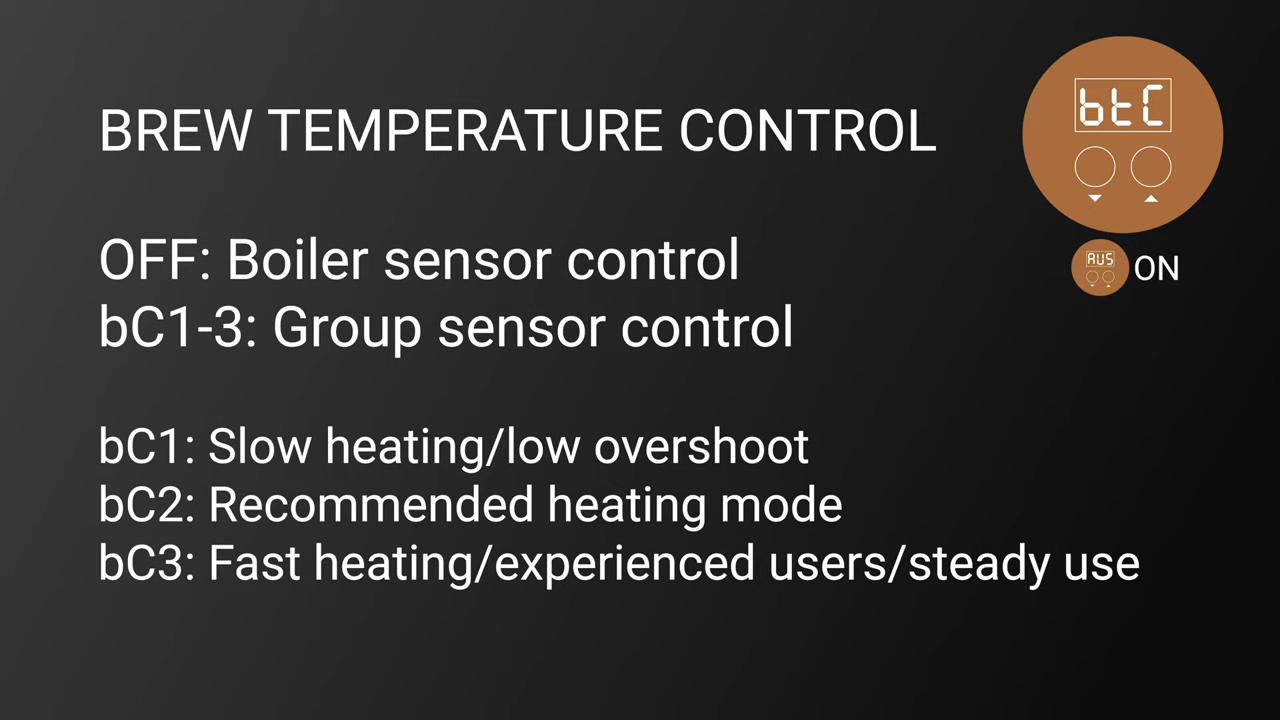 BREW TEMPERATURE CONTROL
btC
OFF: Boiler sensor control
AUS ON
bC1-3: Group sensor control
bC1: Slow heating/low overshoot
bC2: Recommended heating mode
bC3: Fast heating/experienced users/steady use